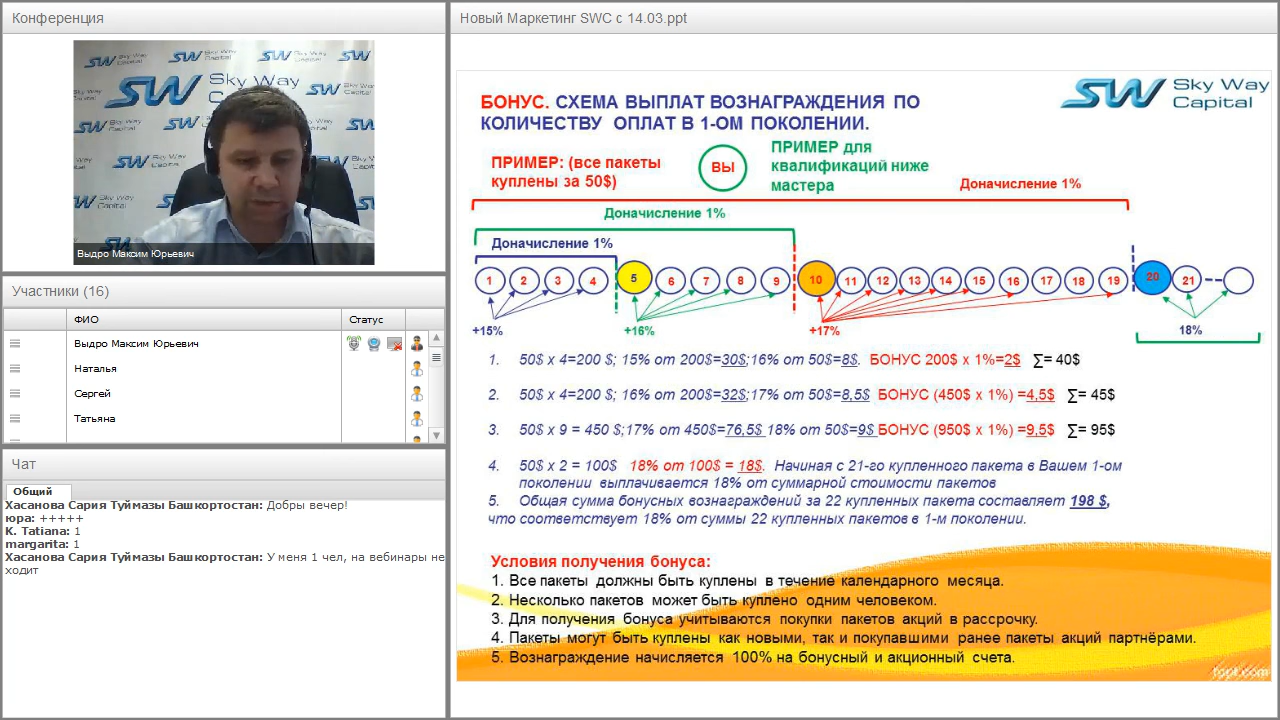 Конференция
Sky Way
Capital
Выдро Максим Юрьевич
Участники (16)
ФИО Статус
Выдро Максим Юрьевич
Наталья
Сергей
Татьяна
Чат
Общий
Хасанова Сария Туймазы Башкортостан: Добры вечер!
юра: +++++
K. Tatiana: 1
margarita: 1
Хасанова Сария Туймазы Башкортостан: У меня 1 чел, на вебинары не
ходит
Новый Маркетинг SWC с 14.03.ppt
SW Sky Way
Capital
БОНУС. СХЕМА ВЫПЛАТ ВОЗНАГРАЖДЕНИЯ ПО
КОЛИЧЕСТВУ ОПЛАТ В 1-ОМ ПОКОЛЕНИИ.
ПРИМЕР: (все пакеты
куплены за 50$)
ВЫ
ПРИМЕР для
квалификаций ниже
мастера
Доначисление 1%
Доначисление 1%
Доначисление 1%
1 2 3 4 5 6 7 8 9 10 11 12 13 14 15 16 17 18 19 20 21
+15% +16% +17% 18%
1. 50$ x 4=200 $; 15% от 200$=30$;16% от 50$=8$. БОНУС 200$ x 1%=2$ ∑= 40$
2. 50$ x 4=200 $; 16% от 200$=32$;17% от 50$=8,5$ БОНУС (450$ x 1%) =4,5$ ∑= 45$
3. 50$ x 9 = 450 $;17% от 450$=76,5$ 18% от 50$=9$ БОНУС (950$ x 1%) =9,5$ ∑= 95$
4. 50$ x 2 = 100$ 18% от 100$ = 18$. Начиная с 21-го купленного пакета в Вашем 1-ом
поколении выплачивается 18% от суммарной стоимости пакетов
5. Общая сумма бонусных вознаграждений за 22 купленных пакета составляет 198 $,
что соответствует 18% от суммы 22 купленных пакетов в 1-м поколении.
Условия получения бонуса:
1. Все пакеты должны быть куплены в течение календарного месяца.
2. Несколько пакетов может быть куплено одним человеком.
3. Для получения бонуса учитываются покупки пакетов акций в рассрочку.
4. Пакеты могут быть куплены как новыми, так и покупавшими ранее пакеты акций партнёрами.
5. Вознаграждение начисляется 100% на бонусный и акционный счета.